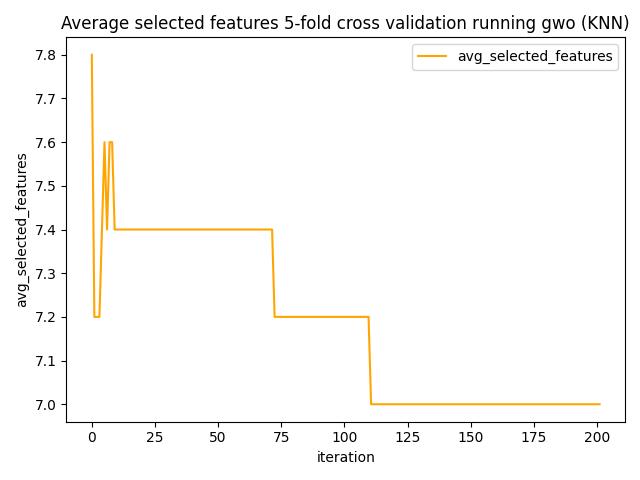 Average selected features 5-fold cross validation running gwo (KNN)
avg_selected_features
7.8
7.7
7.6
7.5
7.4
7.3
7.2
7.1
7.0
avg_selected_features
0 25 50 75 100 125 150 175 200
iteration